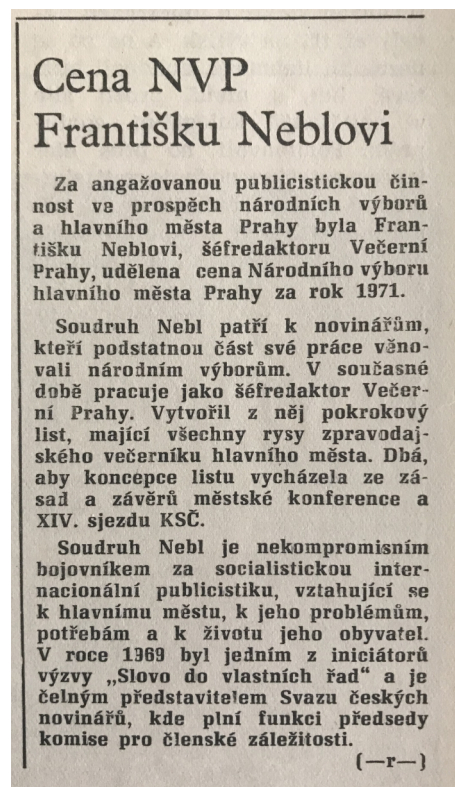 Cena NVP
Františku Neblovi
Za angažovanou publicistickou čin-
nost ve prospěch národních výborů
a hlavního města Prahy byla Fran-
tišku Neblovi, šéfredaktoru Večerní
Prahy, udělena cena Národního výboru
hlavního města Prahy za rok 1971.
Soudruh Nebl patří k novinářům,
kteří podstatnou část své práce věno-
vali národním výborům. V současné
době pracuje jako šéfredaktor Večer-
ní Prahy. Vytvořil z něj pokrokový
list, mající všechny rysy zpravodaj-
ského večerníku hlavního města. Dbá,
aby koncepce listu vycházela ze zá-
sad a závěrů městské konference a
XIV. sjezdu KSČ.
Soudruh Nebl je nekompromisním
bojovníkem za socialistickou inter-
nacionální publicistiku, vztahující se
k hlavnímu městu, k jeho problémům,
potřebám a k životu jeho obyvatel.
V roce 1969 byl jedním z iniciátorů
výzvy „Slovo do vlastních řad“ a je
čelným představitelem Svazu českých
novinářů, kde plní funkci předsedy
komise pro členské záležitosti.
(—r—)